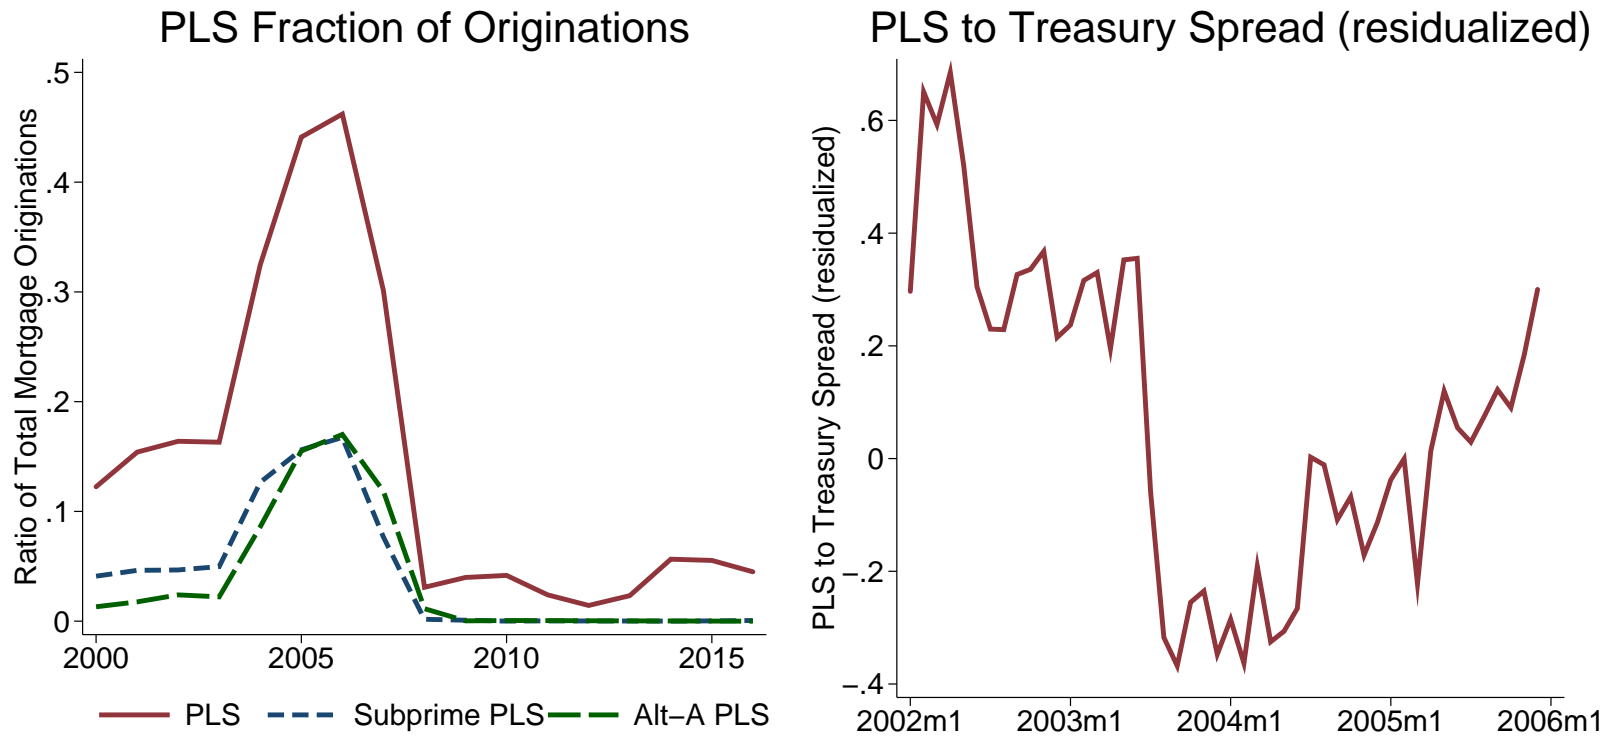 PLS Fraction of Originations
Ratio of Total Mortgage Originations
.5
.4
.3
.2
.1
0
2000
2005
2010
2015
PLS
Subprime PLS
Alt−A PLS
PLS to Treasury Spread (residualized)
PLS to Treasury Spread (residualized)
.6
.4
.2
0
−.2
−.4
2002m1
2003m1
2004m1
2005m1
2006m1